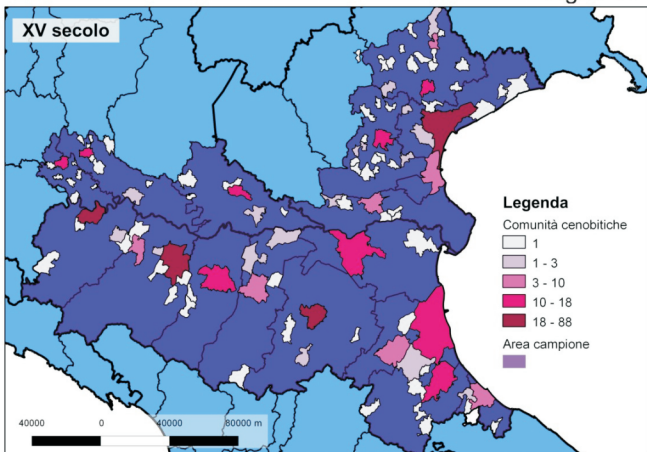 XV secolo
Legenda
Comunità cenobitiche
1
1 - 3
3 - 10
10 - 18
18 - 88
Area campione
40000 0 40000 80000 m